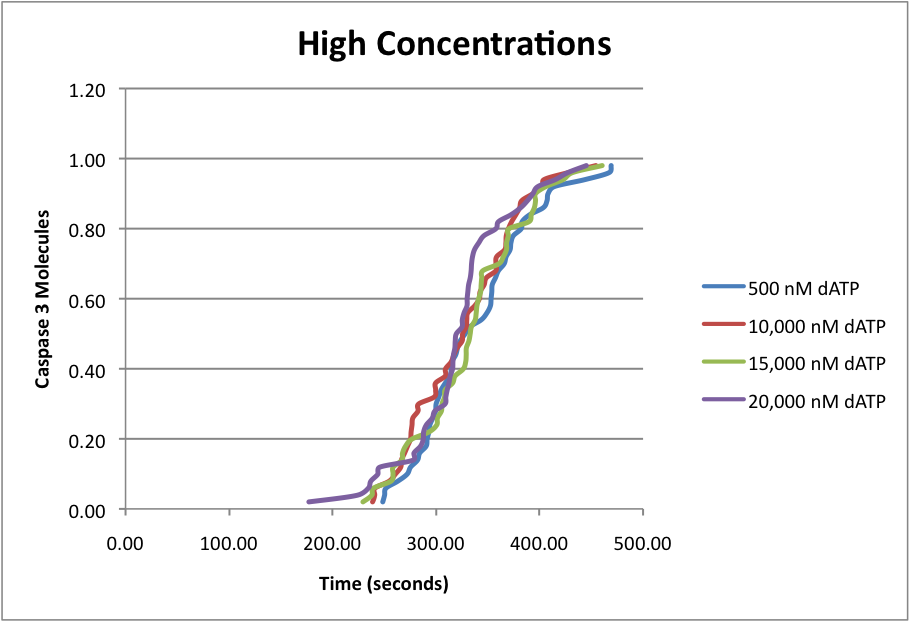 High Concentrations
1.20
1.00
0.80
0.60
0.40
0.20
0.00
Caspase 3 Molecules
0.00 100.00 200.00 300.00 400.00 500.00
Time (seconds)
500 nM dATP
10,000 nM dATP
15,000 nM dATP
20,000 nM dATP